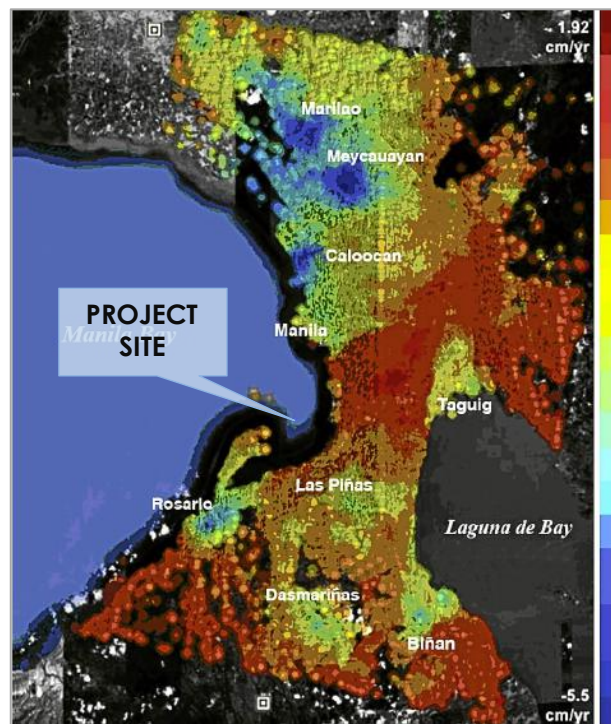 - 1.92
cm/yr
Marilao
Meycauayan
Caloocan
PROJECT
SITE
Manila Bay
Manila
Taguig
Las Piñas
Rosario
Laguna de Bay
Dasmariñas
Biñan
-5.5
cm/yr